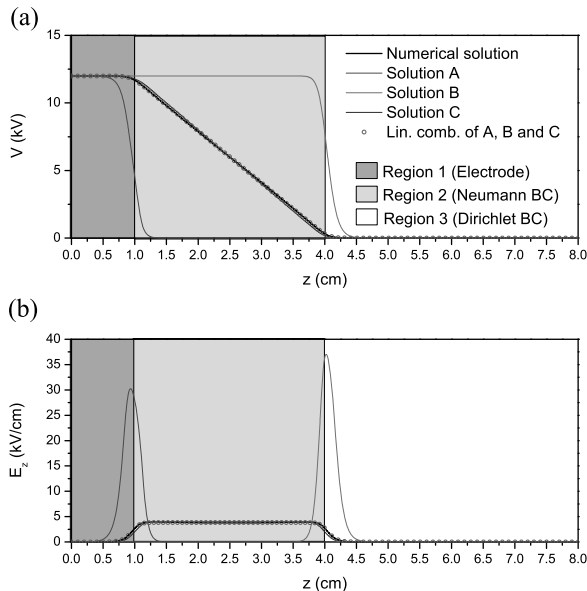 (a)
15
10
5
0
V (kV)
Numerical solution
Solution A
Solution B
Solution C
Lin. comb. of A, B and C
Region 1 (Electrode)
Region 2 (Neumann BC)
Region 3 (Dirichlet BC)
0.0 0.5 1.0 1.5 2.0 2.5 3.0 3.5 4.0 4.5 5.0 5.5 6.0 6.5 7.0 7.5 8.0
z (cm)
(b)
40
35
30
25
20
15
10
5
0
E_z (kV/cm)
0.0 0.5 1.0 1.5 2.0 2.5 3.0 3.5 4.0 4.5 5.0 5.5 6.0 6.5 7.0 7.5 8.0
z (cm)